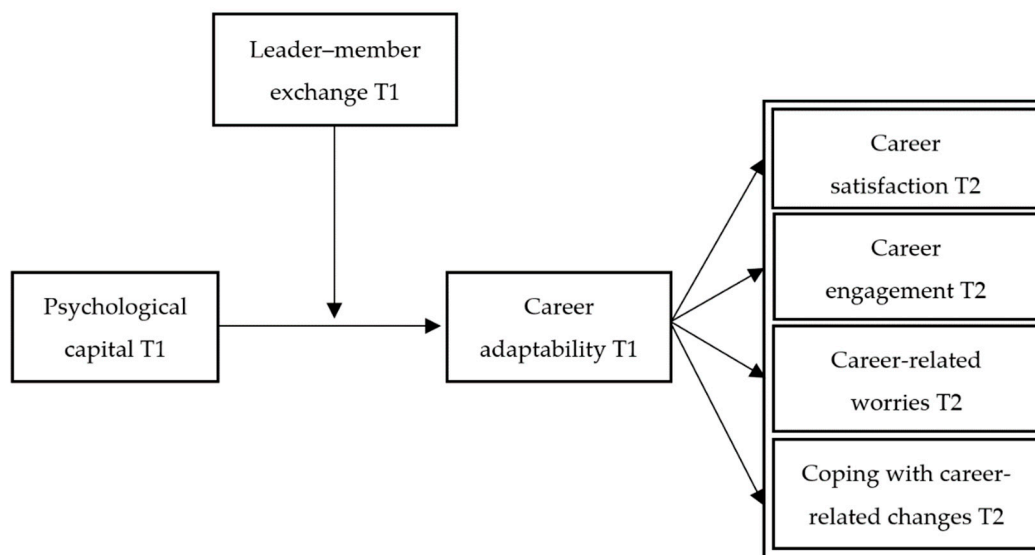 Leader–member
exchange T1
Psychological
capital T1
Career
adaptability T1
Career
satisfaction T2
Career
engagement T2
Career-related
worries T2
Coping with career-
related changes T2